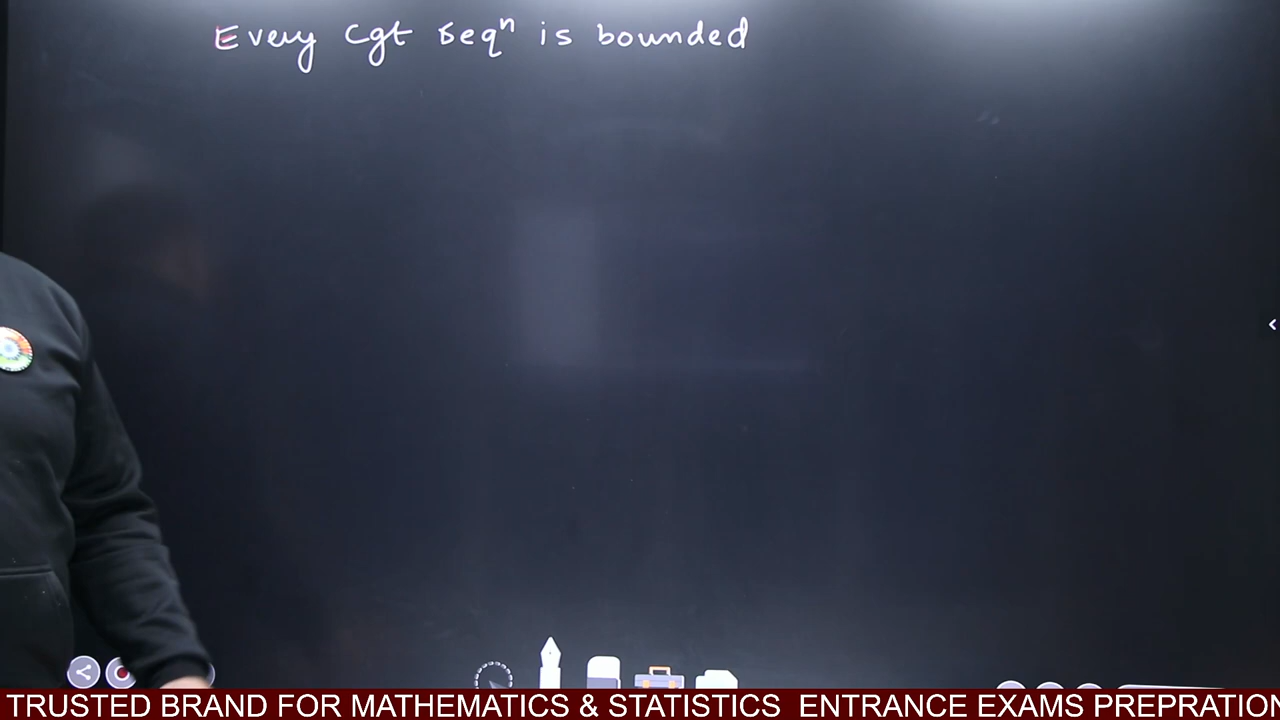 Every Cgt seqⁿ is bounded
TRUSTED BRAND FOR MATHEMATICS & STATISTICS ENTRANCE EXAMS PREPRATION